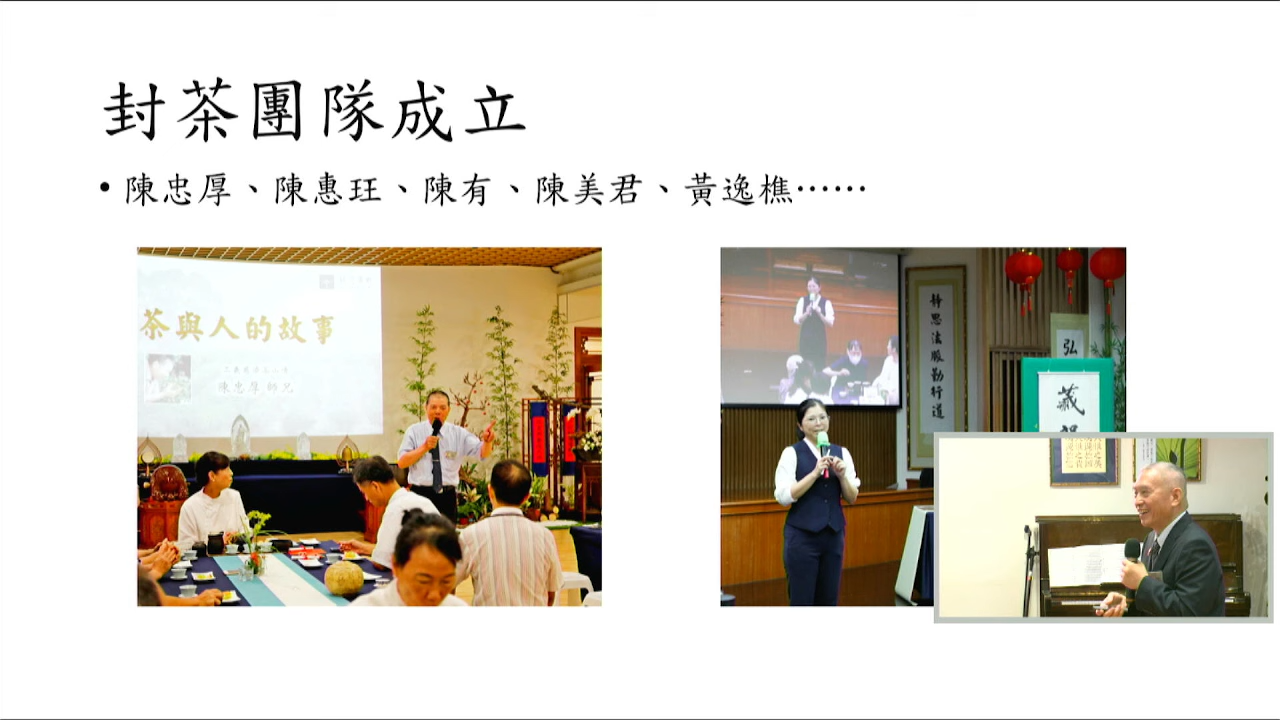 封茶團隊成立
• 陳忠厚、陳惠玨、陳有、陳美君、黃逸樵……
茶與人的故事
陳忠厚師兄
靜思法脈勤行道
弘
藏